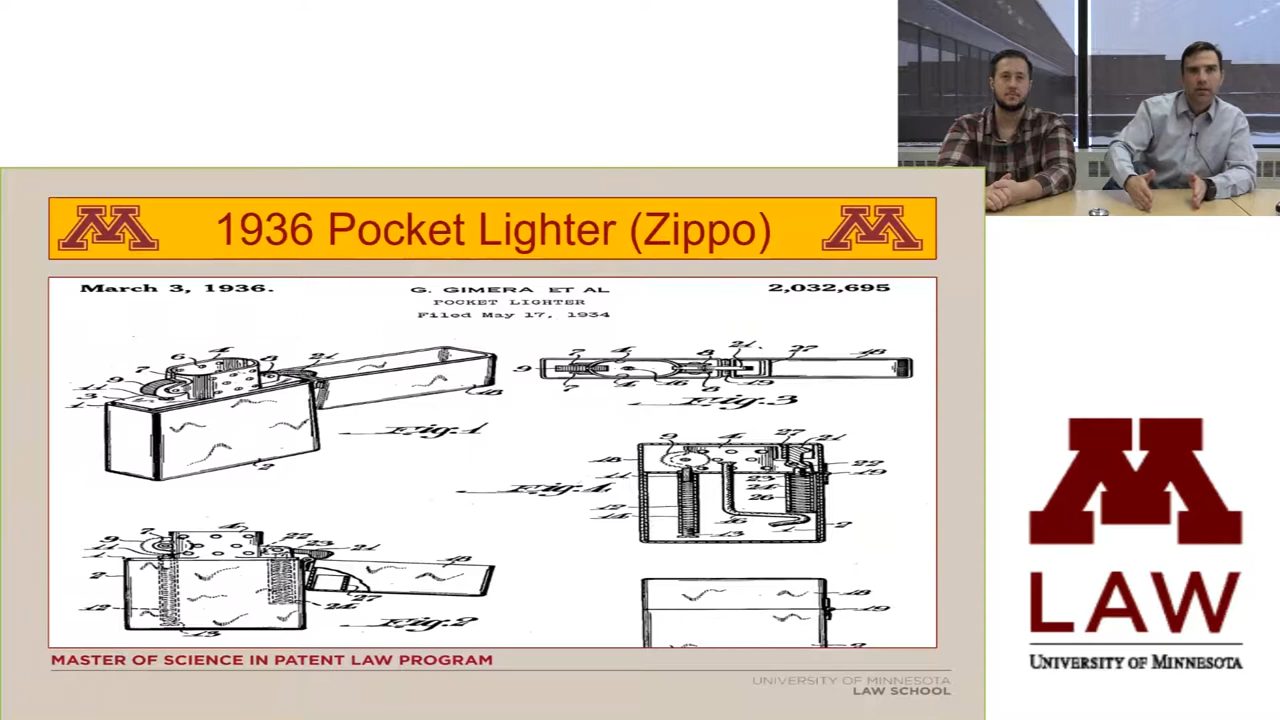 1936 Pocket Lighter (Zippo)
March 3, 1936.
G. GIMERA ET AL
2,032,695
POCKET LIGHTER
Filed May 17, 1934
Fig.1
Fig.3
Fig.4
Fig.2
MASTER OF SCIENCE IN PATENT LAW PROGRAM
UNIVERSITY OF MINNESOTA
LAW SCHOOL
M
LAW
UNIVERSITY OF MINNESOTA